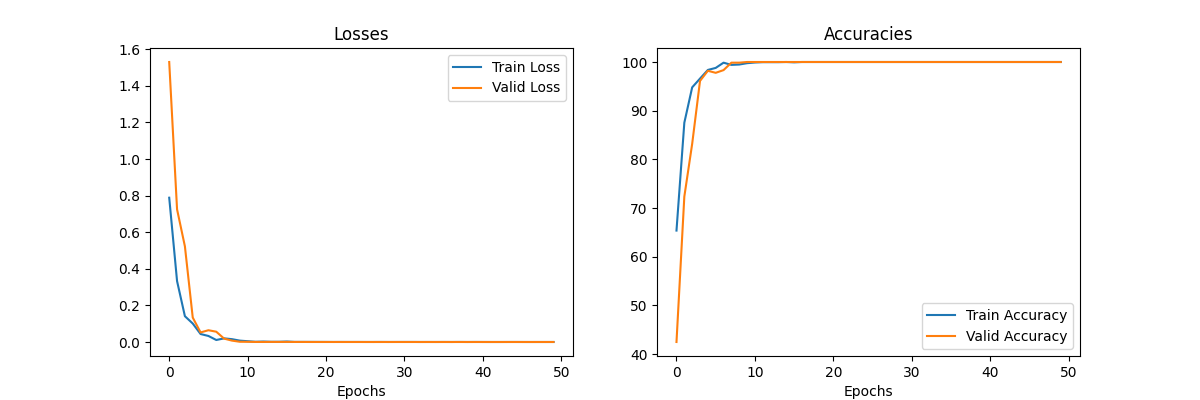 Losses
1.6
1.4
1.2
1.0
0.8
0.6
0.4
0.2
0.0
0 10 20 30 40 50
Epochs
Train Loss
Valid Loss
Accuracies
100
90
80
70
60
50
40
0 10 20 30 40 50
Epochs
Train Accuracy
Valid Accuracy